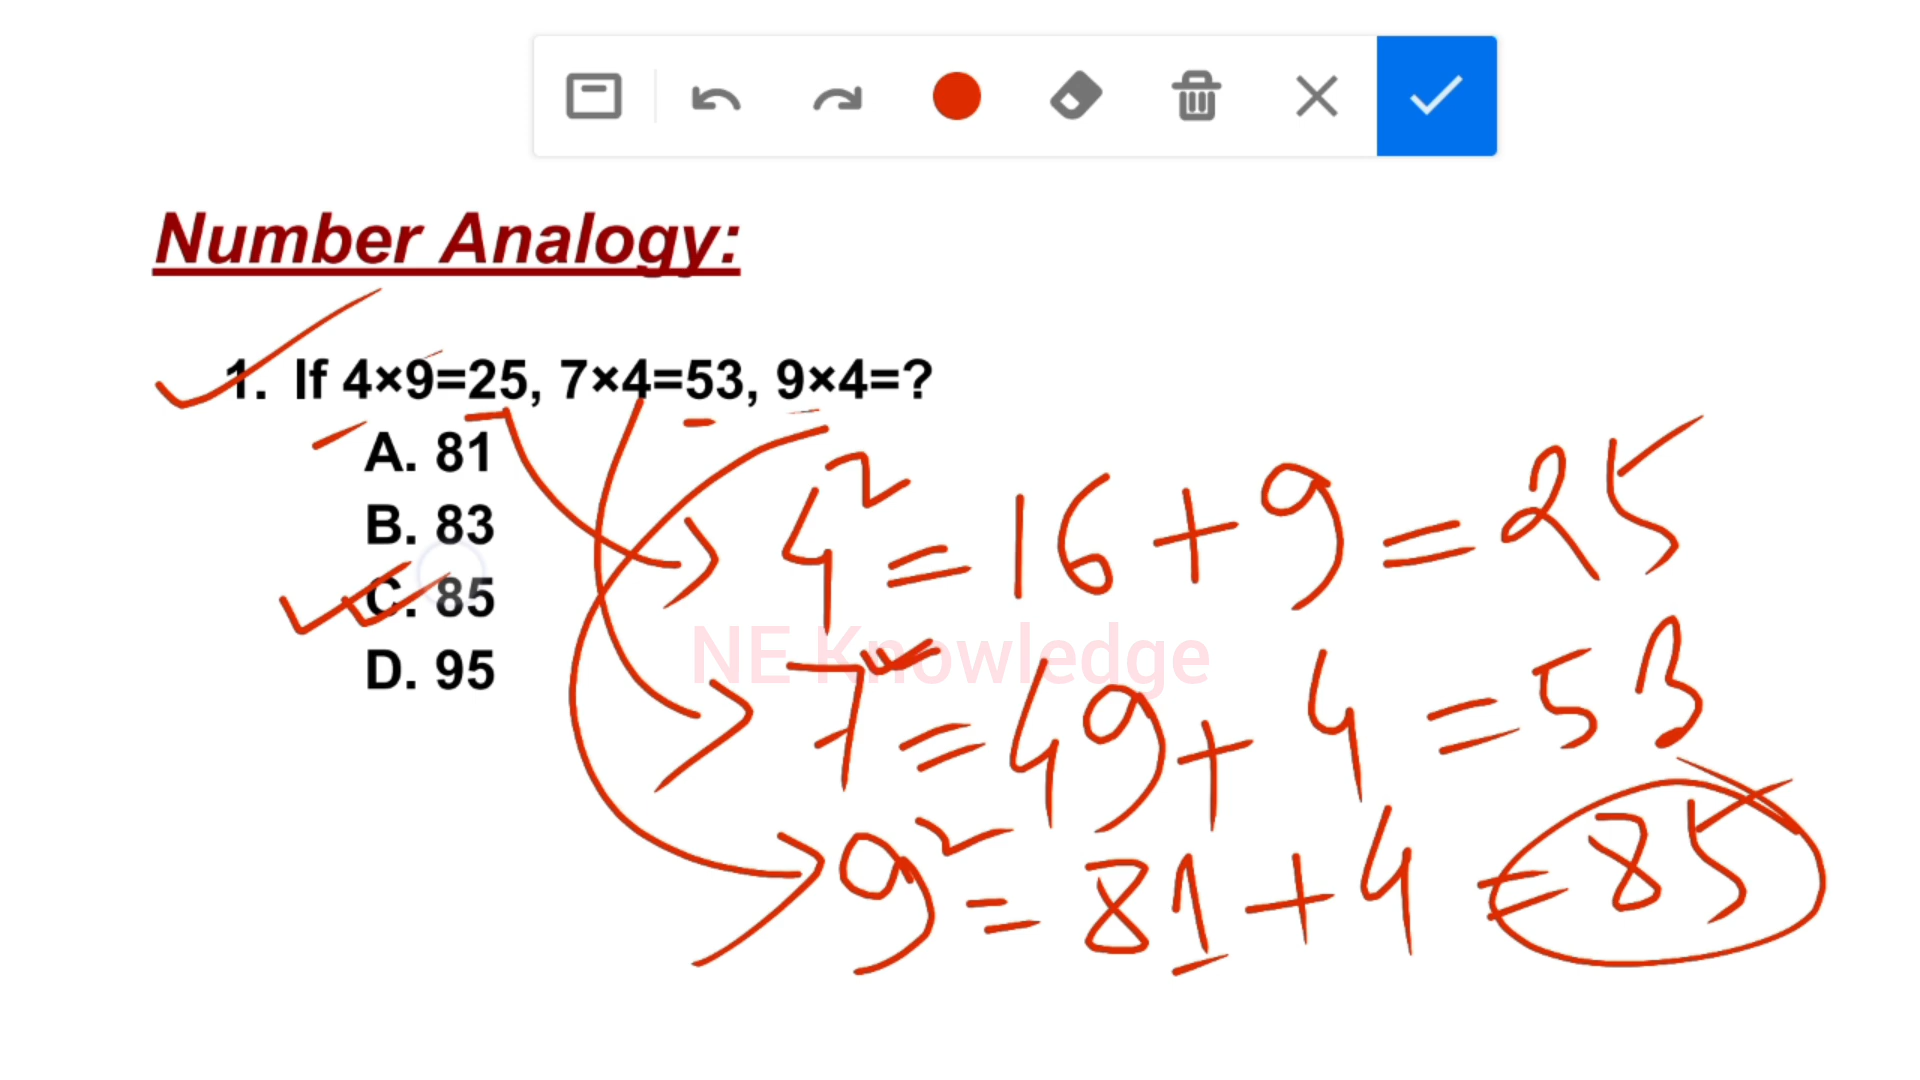 Number Analogy:
1. If 4×9=25, 7×4=53, 9×4=?
A. 81
B. 83
C. 85
D. 95
4² = 16 + 9 = 25
NE Knowledge
7² = 49 + 4 = 53
9² = 81 + 4 = 85